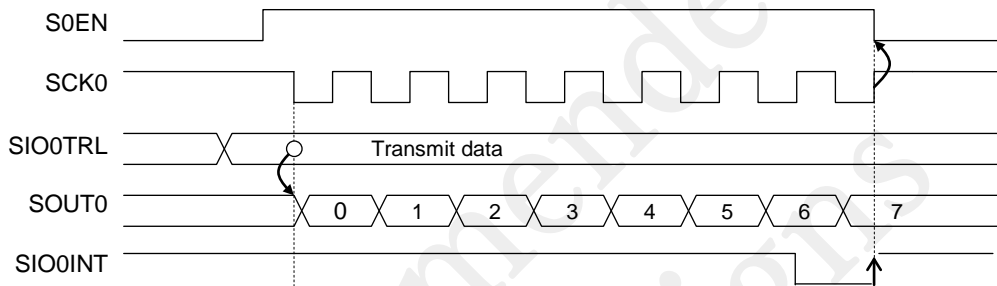 S0EN
SCK0
SIO0TRL
Transmit data
SOUT0
0 1 2 3 4 5 6 7
SIO0INT